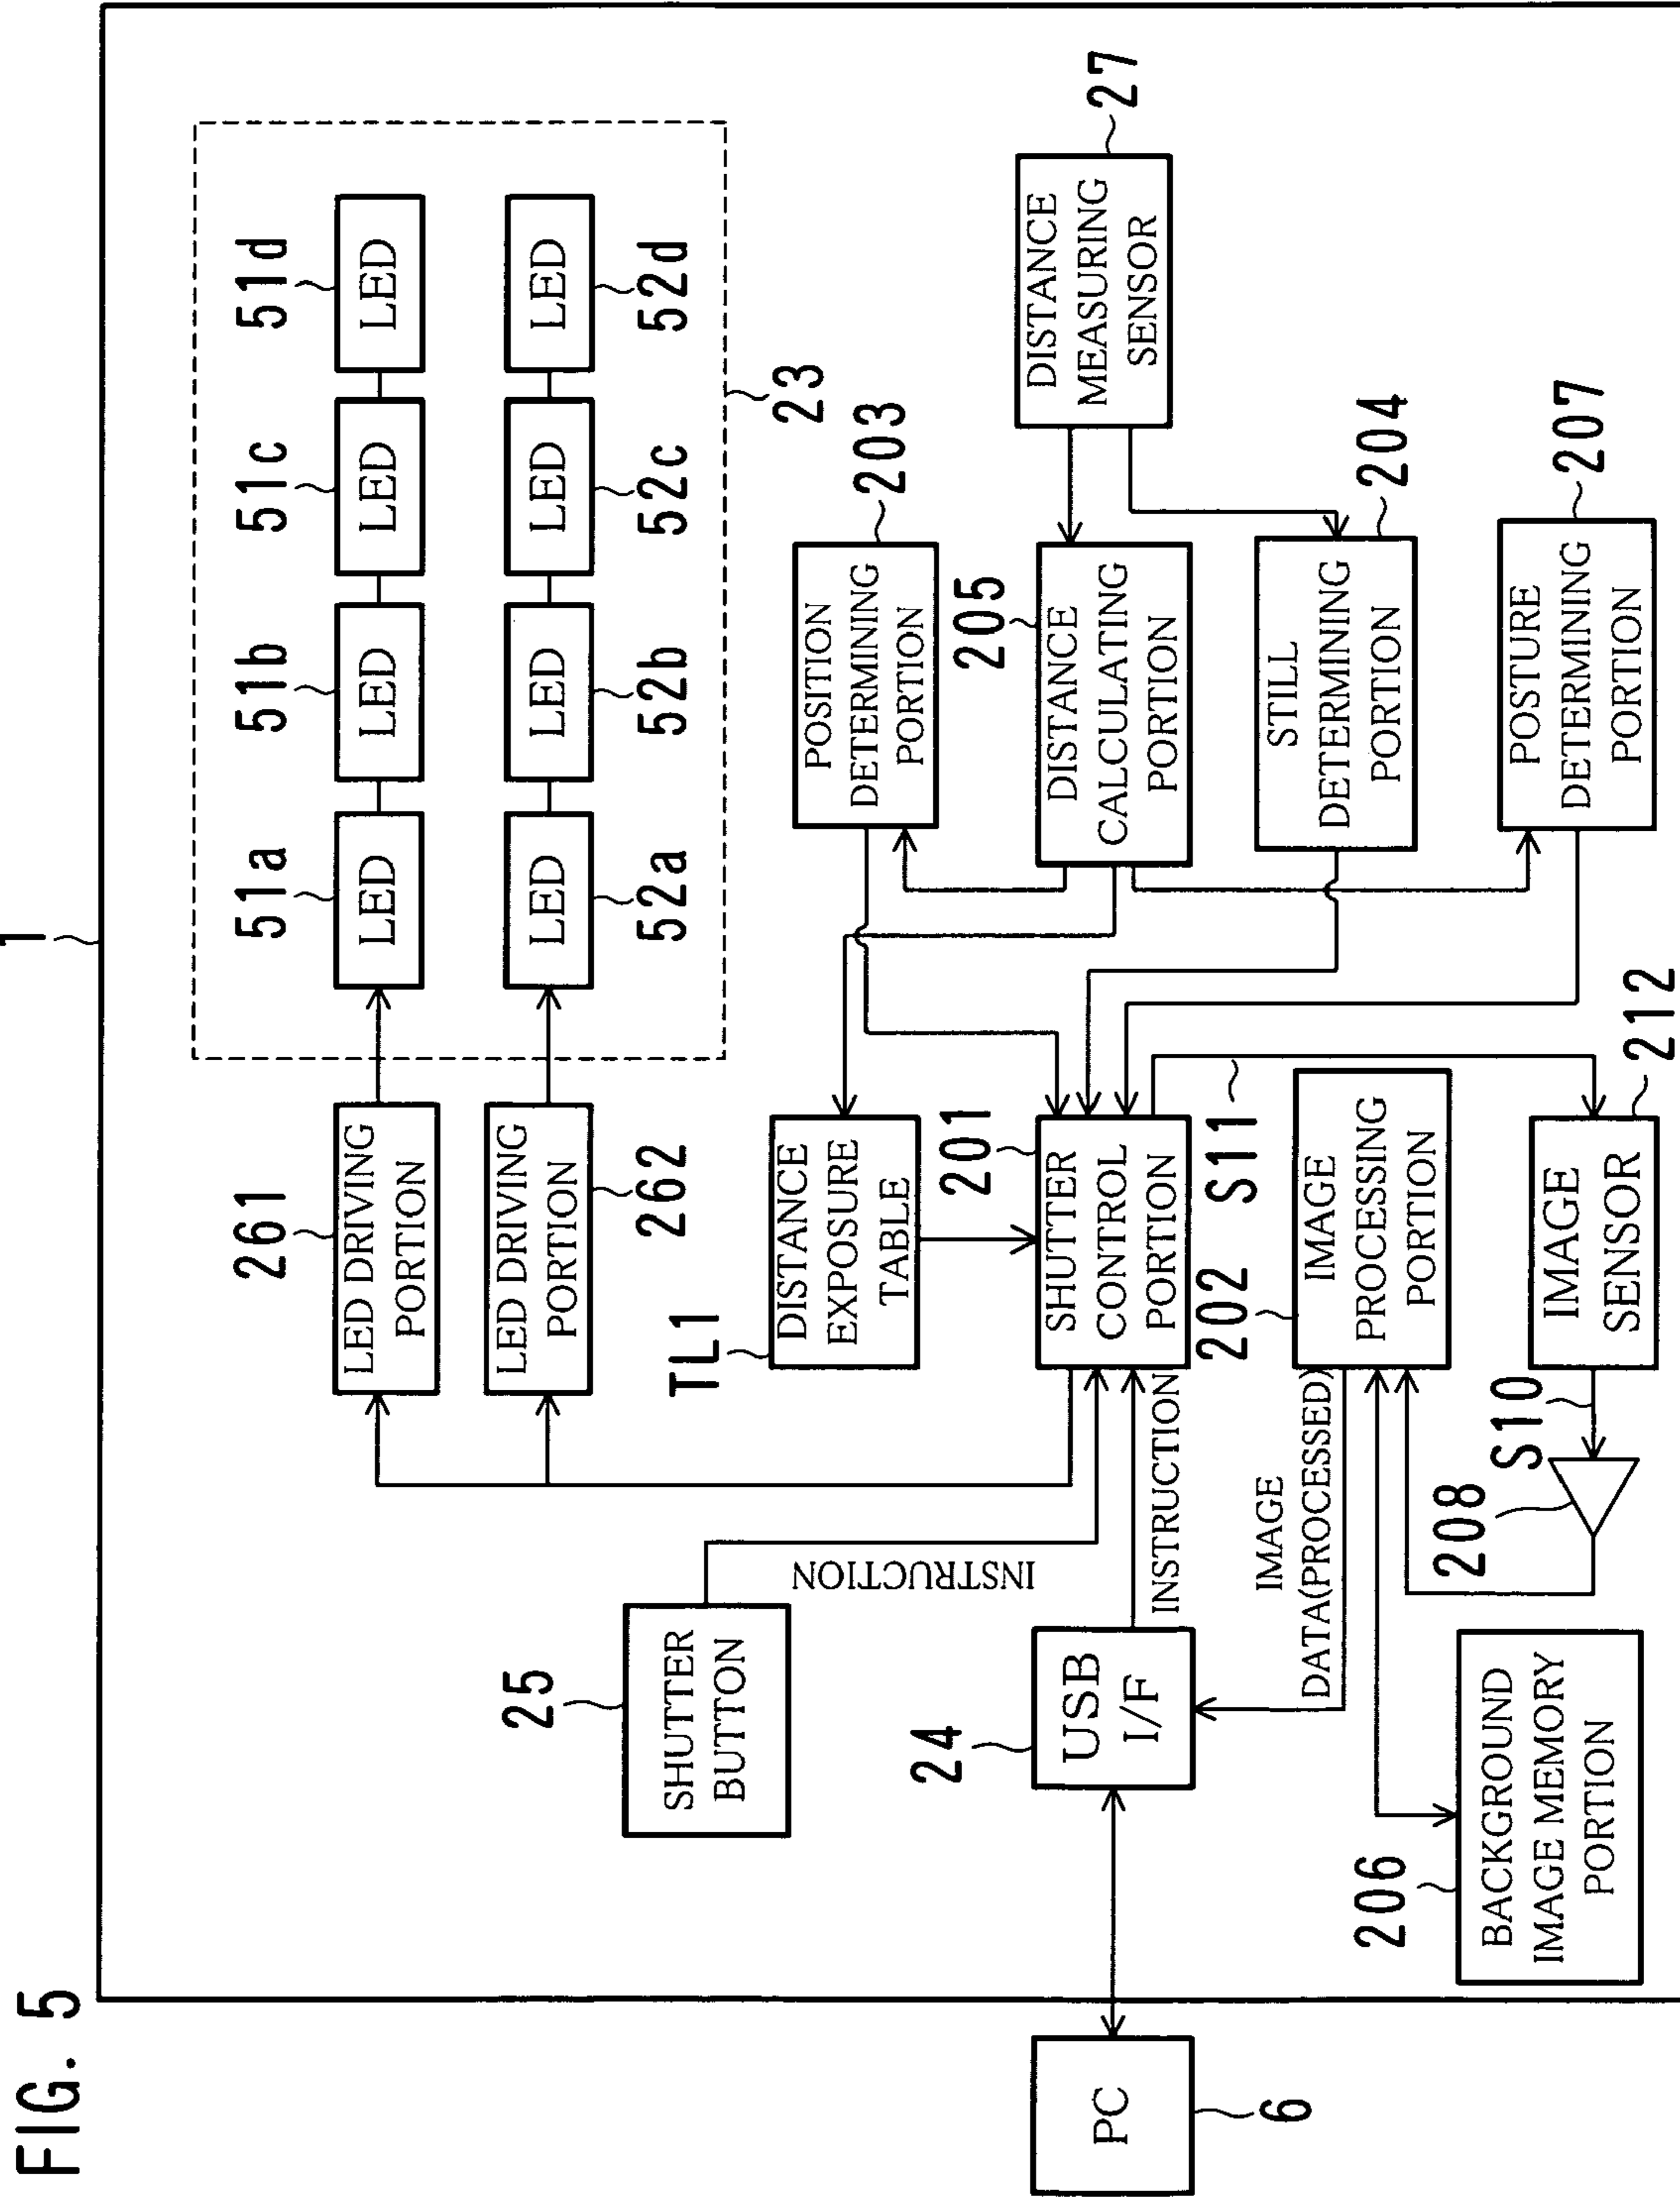 FIG. 5
1
261
LED DRIVING
PORTION
51a
LED
51b
LED
51c
LED
51d
LED
LED DRIVING
PORTION
262
LED
52a
LED
52b
LED
52c
LED
52d
23
25
SHUTTER
BUTTON
INSTRUCTION
TL1
DISTANCE
EXPOSURE
TABLE
POSITION
DETERMINING
PORTION
203
PC
6
24
USB
I/F
INSTRUCTION
201
SHUTTER
CONTROL
PORTION
S11
205
DISTANCE
CALCULATING
PORTION
DISTANCE
MEASURING
SENSOR
27
IMAGE
DATA(PROCESSED)
202
IMAGE
PROCESSING
PORTION
STILL
DETERMINING
PORTION
204
206
BACKGROUND
IMAGE MEMORY
PORTION
208
S10
IMAGE
SENSOR
212
POSTURE
DETERMINING
PORTION
207